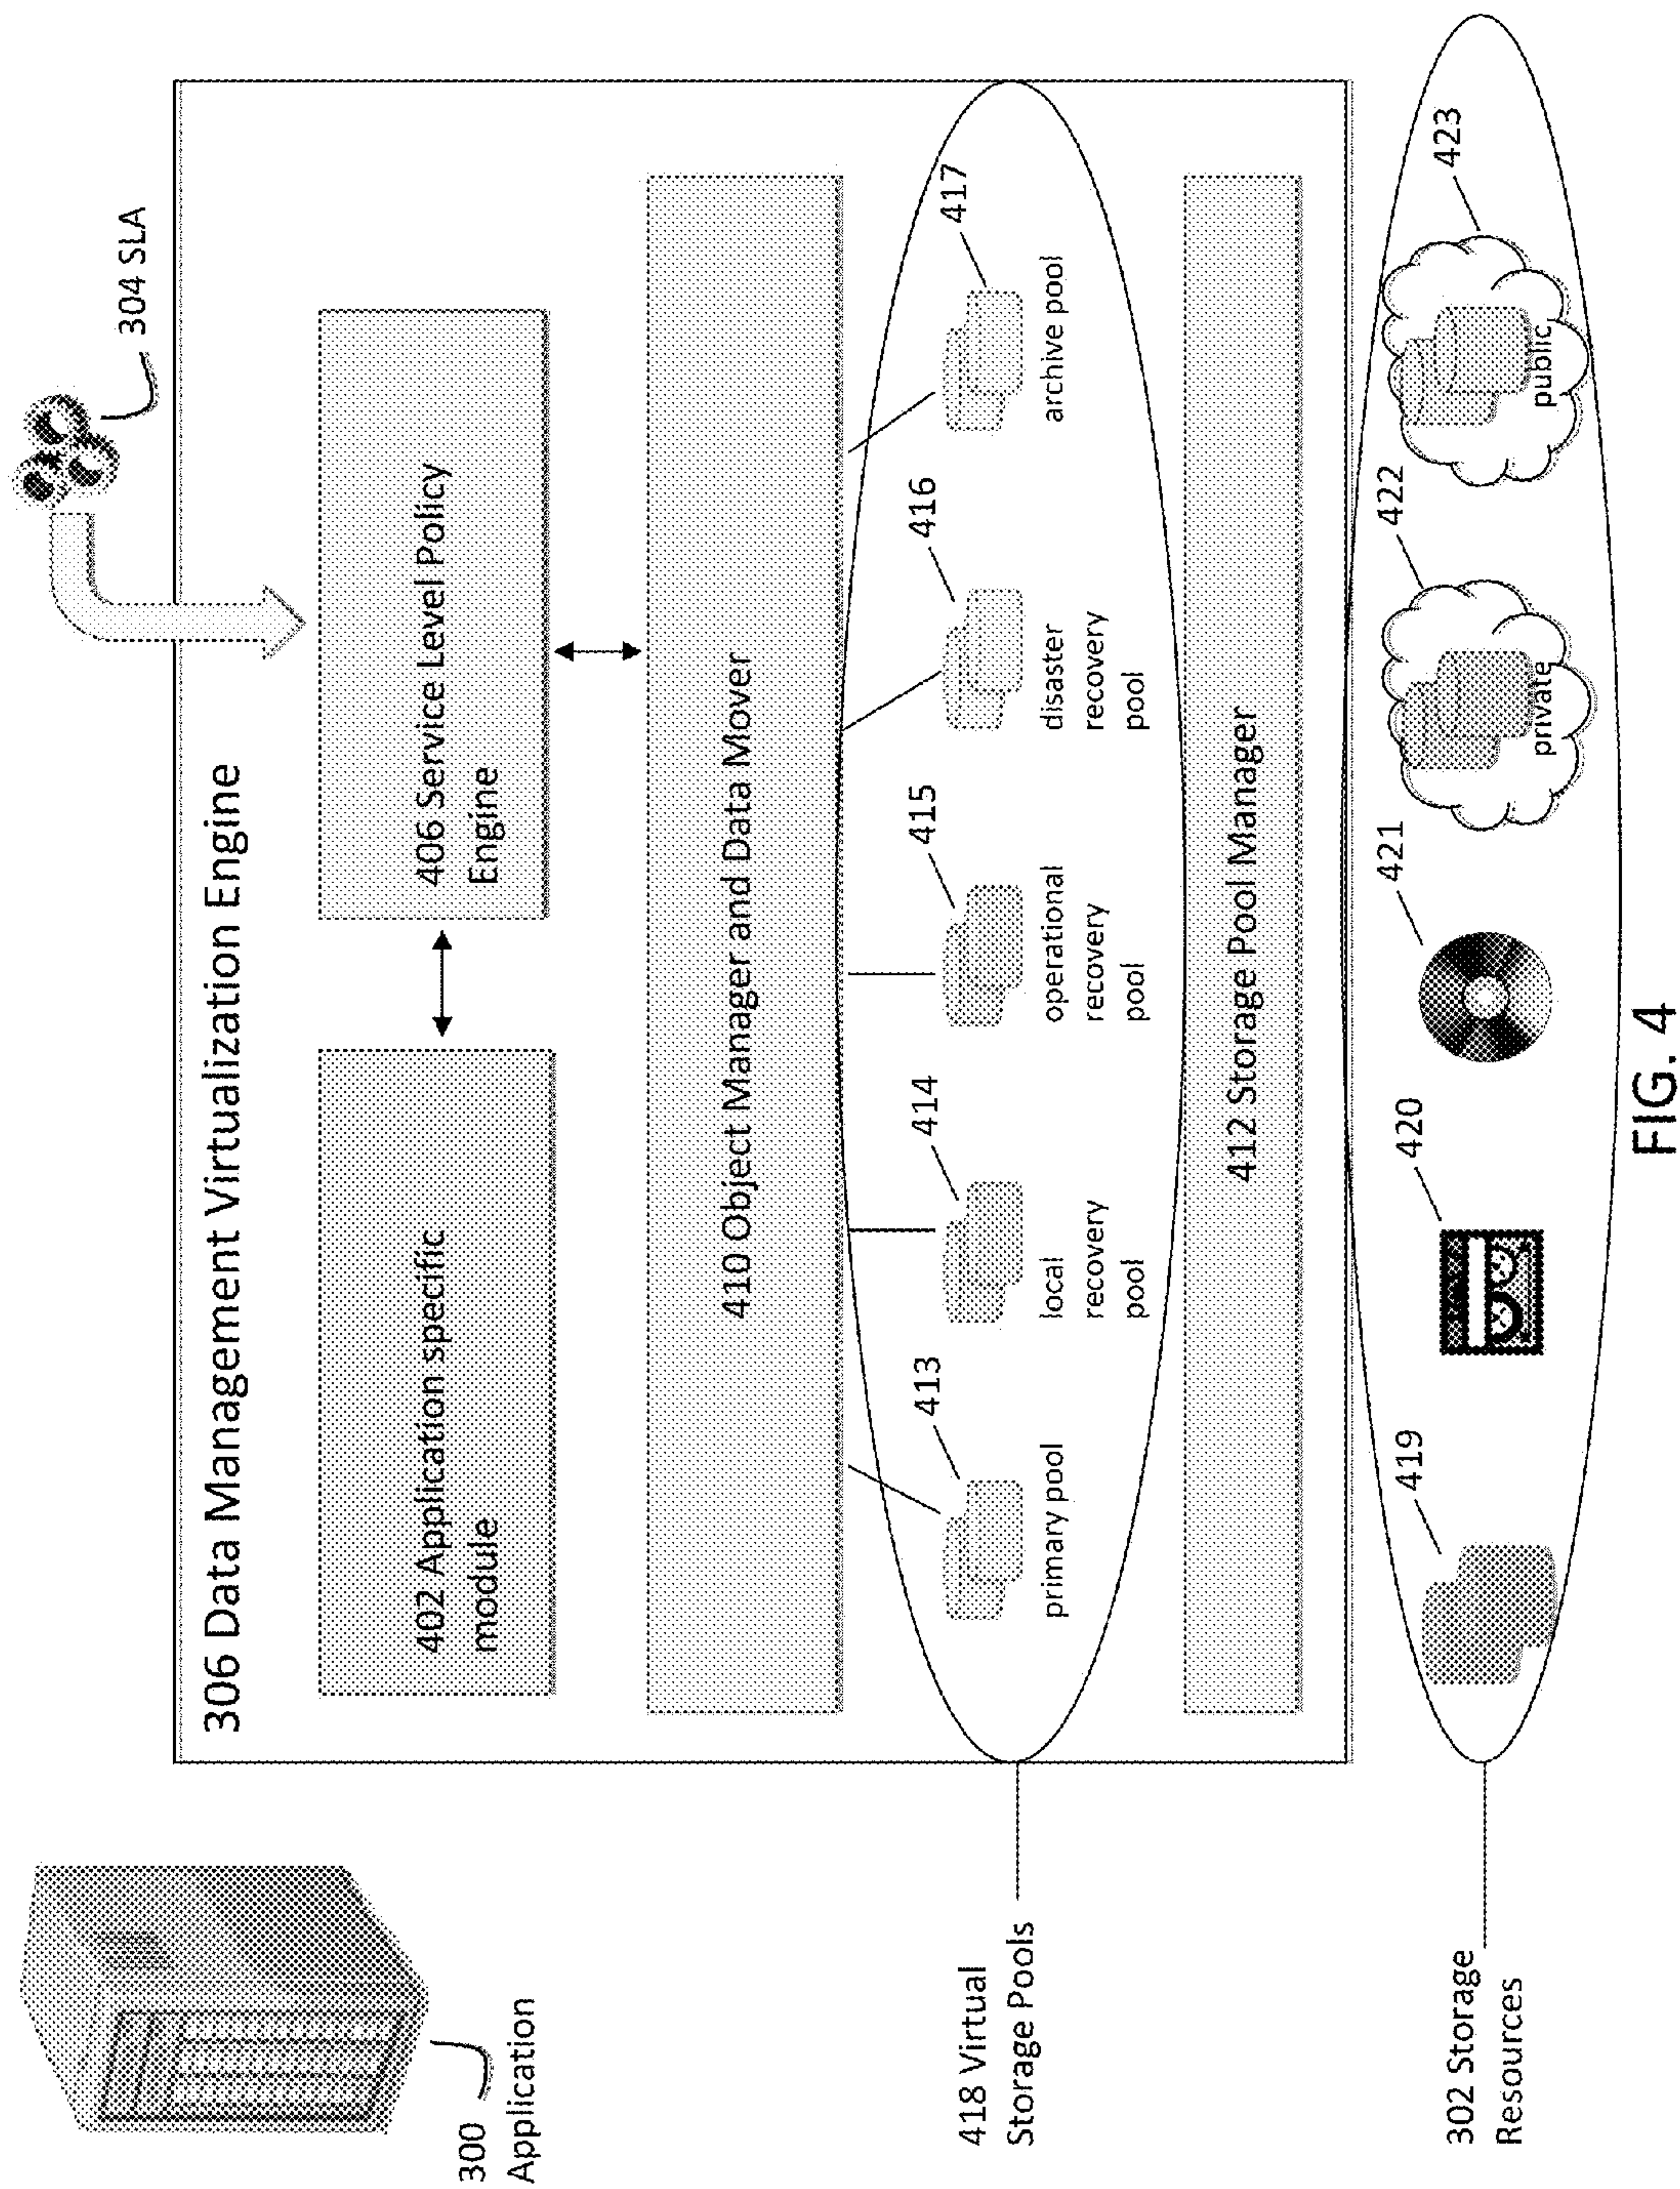 304 SLA
300
Application
306 Data Management Virtualization Engine
402 Application specific
module
406 Service Level Policy
Engine
410 Object Manager and Data Mover
413
414
415
416
417
primary pool
local
recovery
pool
operational
recovery
pool
disaster
recovery
pool
archive pool
418 Virtual
Storage Pools
412 Storage Pool Manager
419
420
421
422
423
private
public
302 Storage
Resources
FIG. 4